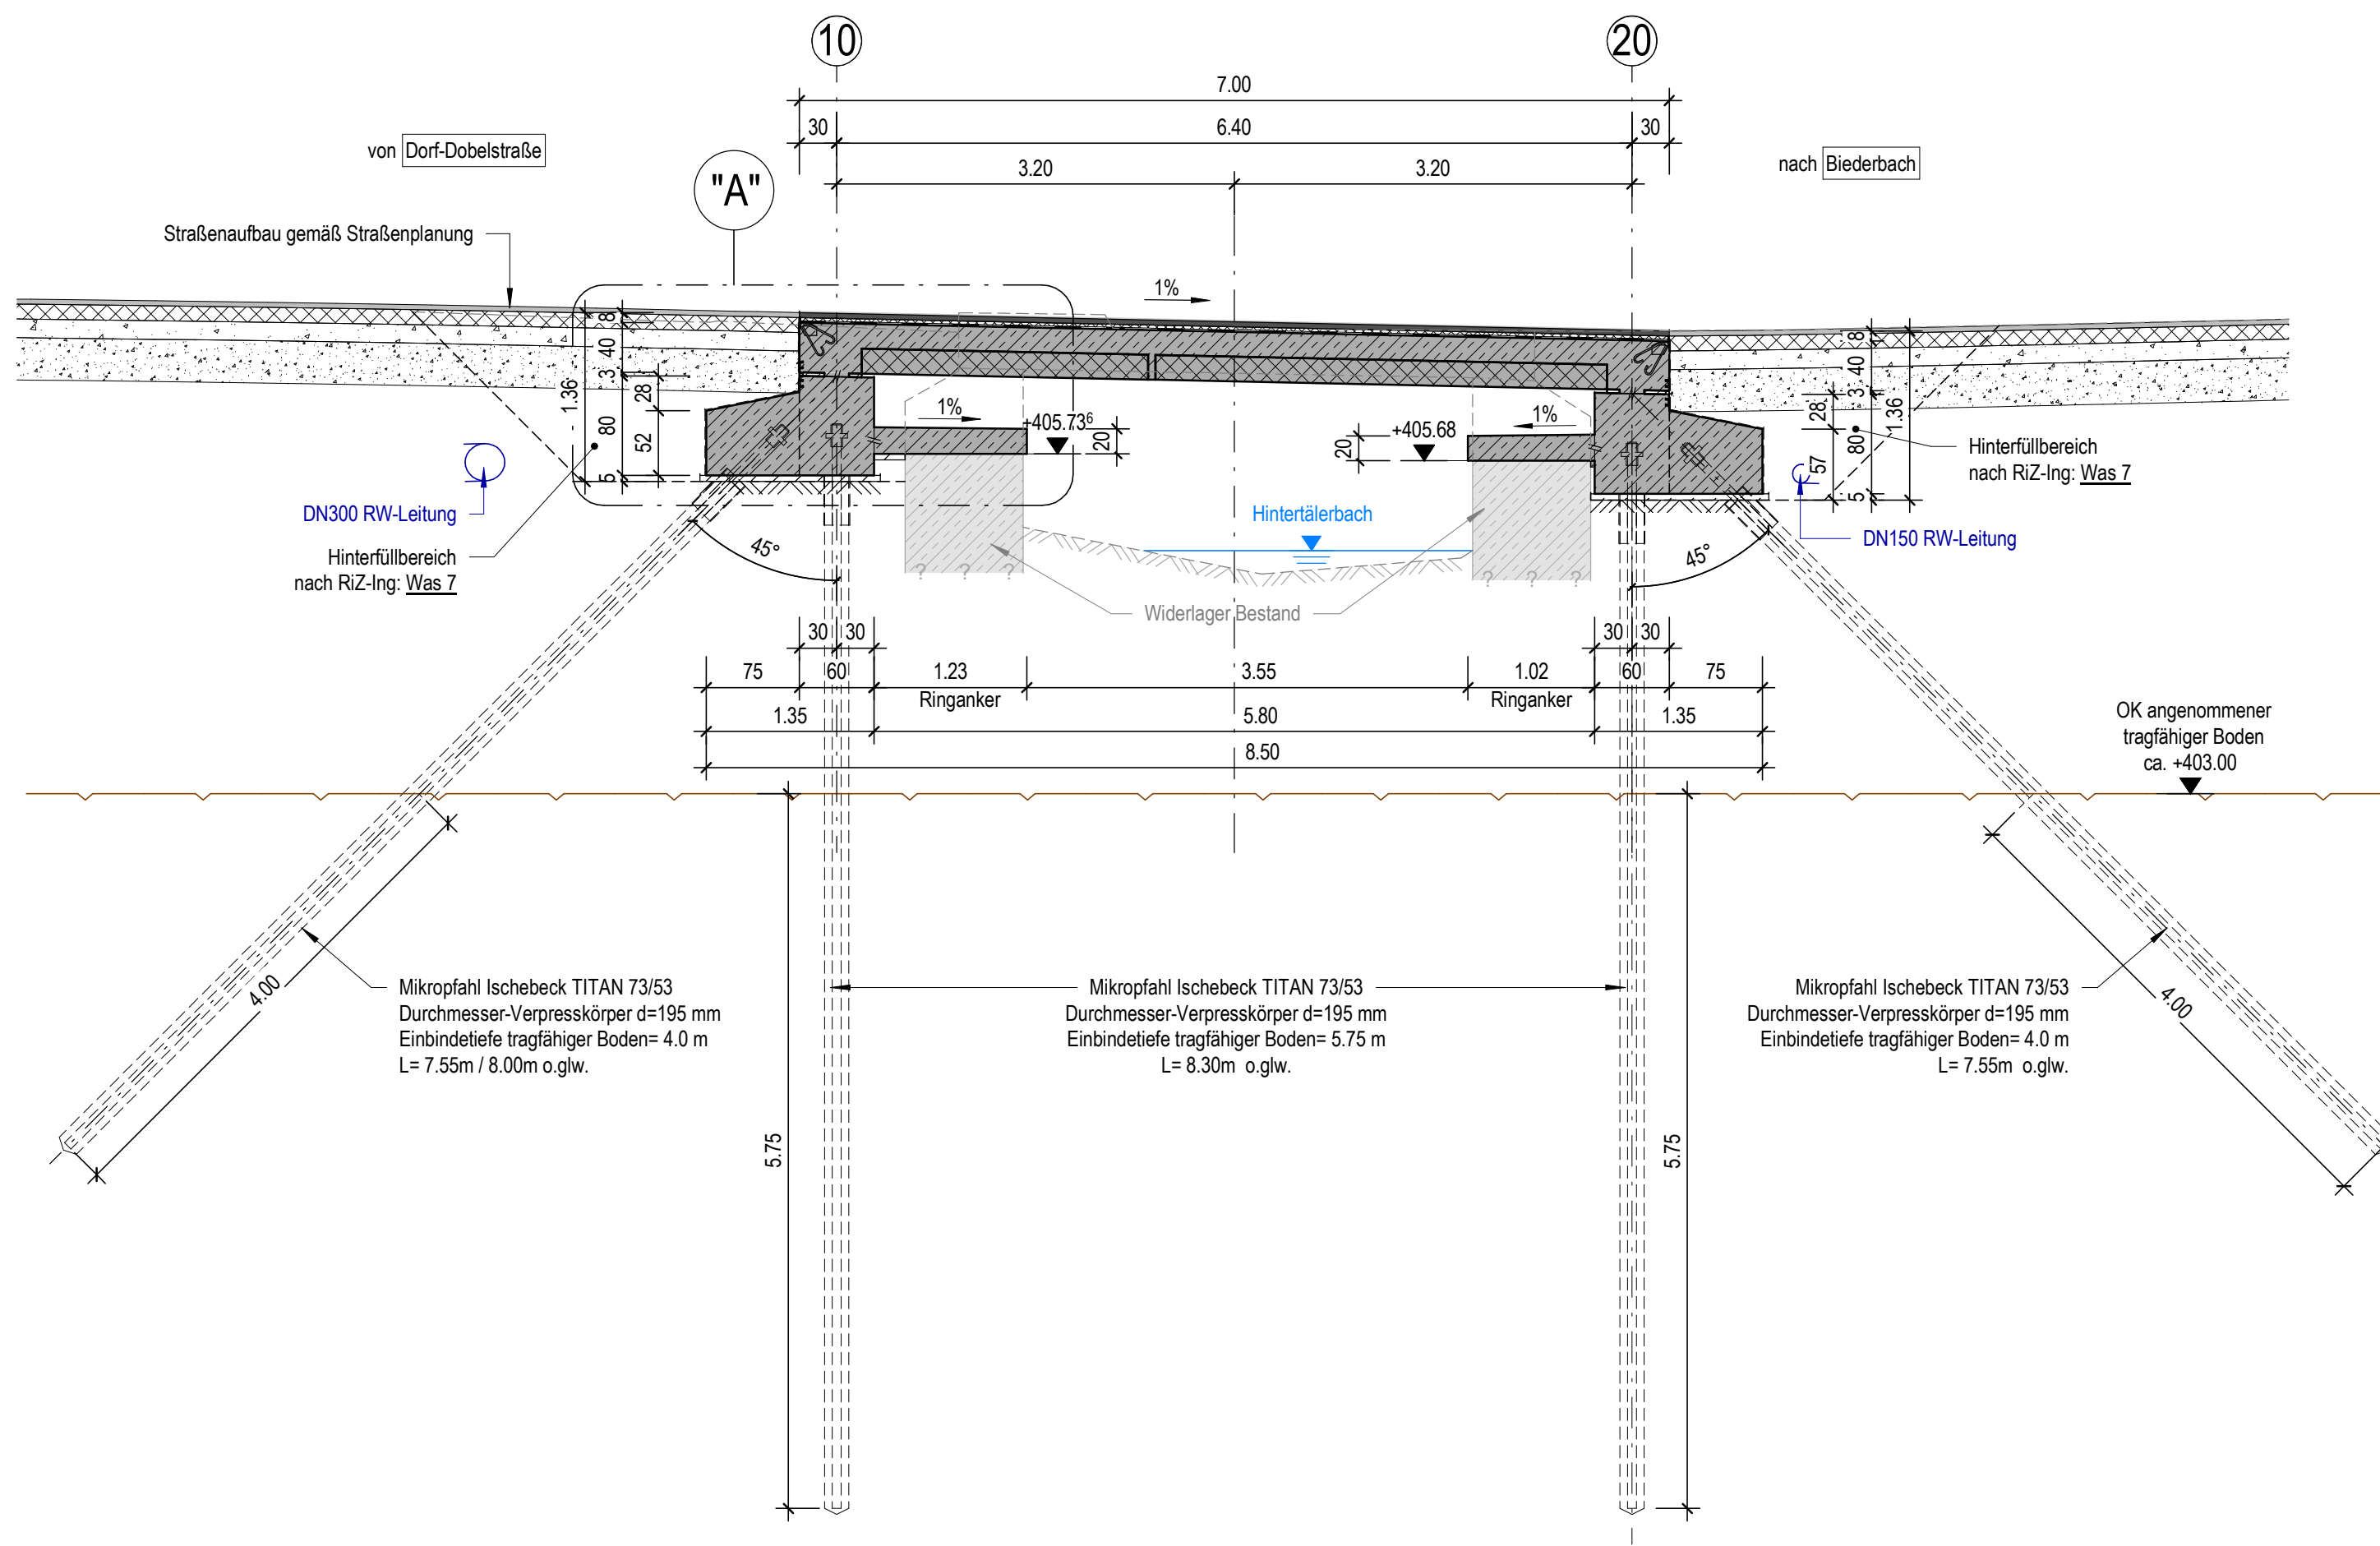 10
20
7.00
30
6.40
30
3.20
3.20
von Dorf-Dobelstraße
nach Biederbach
"A"
Straßenaufbau gemäß Straßenplanung
1%
8
40
3
28
1.36
80
52
5
1%
+405.73⁶
20
20
+405.68
1%
8
40
3
28
1.36
80
57
5
Hinterfüllbereich
nach RiZ-Ing: Was 7
DN300 RW-Leitung
Hinterfüllbereich
nach RiZ-Ing: Was 7
Hintertälerbach
DN150 RW-Leitung
45°
45°
? ? ?
? ? ?
Widerlager Bestand
30
30
30
30
75
60
1.23
3.55
1.02
60
75
Ringanker
Ringanker
1.35
5.80
1.35
8.50
OK angenommener
tragfähiger Boden
ca. +403.00
4.00
Mikropfahl Ischebeck TITAN 73/53
Durchmesser-Verpresskörper d=195 mm
Einbindetiefe tragfähiger Boden= 4.0 m
L= 7.55m / 8.00m o.glw.
Mikropfahl Ischebeck TITAN 73/53
Durchmesser-Verpresskörper d=195 mm
Einbindetiefe tragfähiger Boden= 5.75 m
L= 8.30m o.glw.
Mikropfahl Ischebeck TITAN 73/53
Durchmesser-Verpresskörper d=195 mm
Einbindetiefe tragfähiger Boden= 4.0 m
L= 7.55m o.glw.
4.00
5.75
5.75